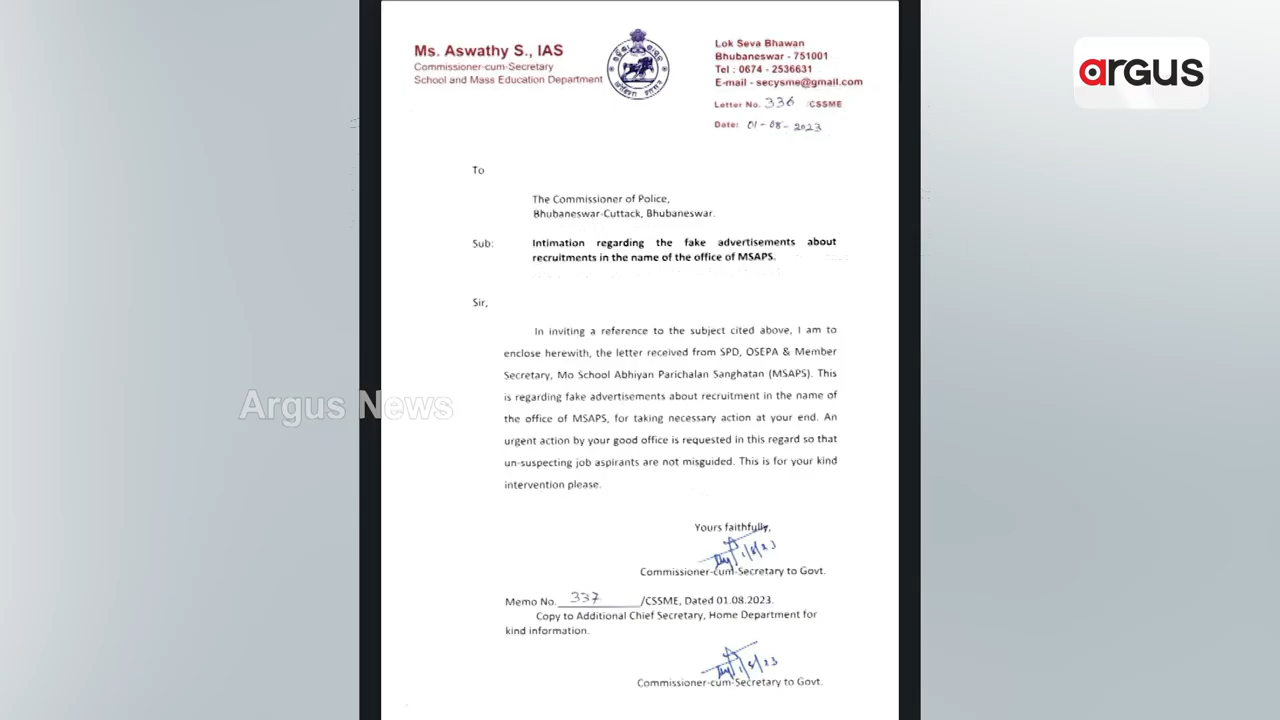 Ms. Aswathy S., IAS
Commissioner-cum-Secretary
School and Mass Education Department
Lok Seva Bhawan
Bhubaneswar - 751001
Tel : 0674 - 2536631
E-mail - secysme@gmail.com
Letter No. 336 /CSSME
Date: 01-08-2023
argus
To
The Commissioner of Police,
Bhubaneswar-Cuttack, Bhubaneswar.
Sub: Intimation regarding the fake advertisements about
recruitments in the name of the office of MSAPS.
Sir,
In inviting a reference to the subject cited above, I am to
enclose herewith, the letter received from SPD, OSEPA & Member
Secretary, Mo School Abhiyan Parichalan Sanghatan (MSAPS). This
is regarding fake advertisements about recruitment in the name of
the office of MSAPS, for taking necessary action at your end. An
urgent action by your good office is requested in this regard so that
un-suspecting job aspirants are not misguided. This is for your kind
intervention please.
Argus News
Yours faithfully,
1/8/23
Commissioner-cum-Secretary to Govt.
Memo No. 337 /CSSME, Dated 01.08.2023.
Copy to Additional Chief Secretary, Home Department for
kind information.
1/8/23
Commissioner-cum-Secretary to Govt.